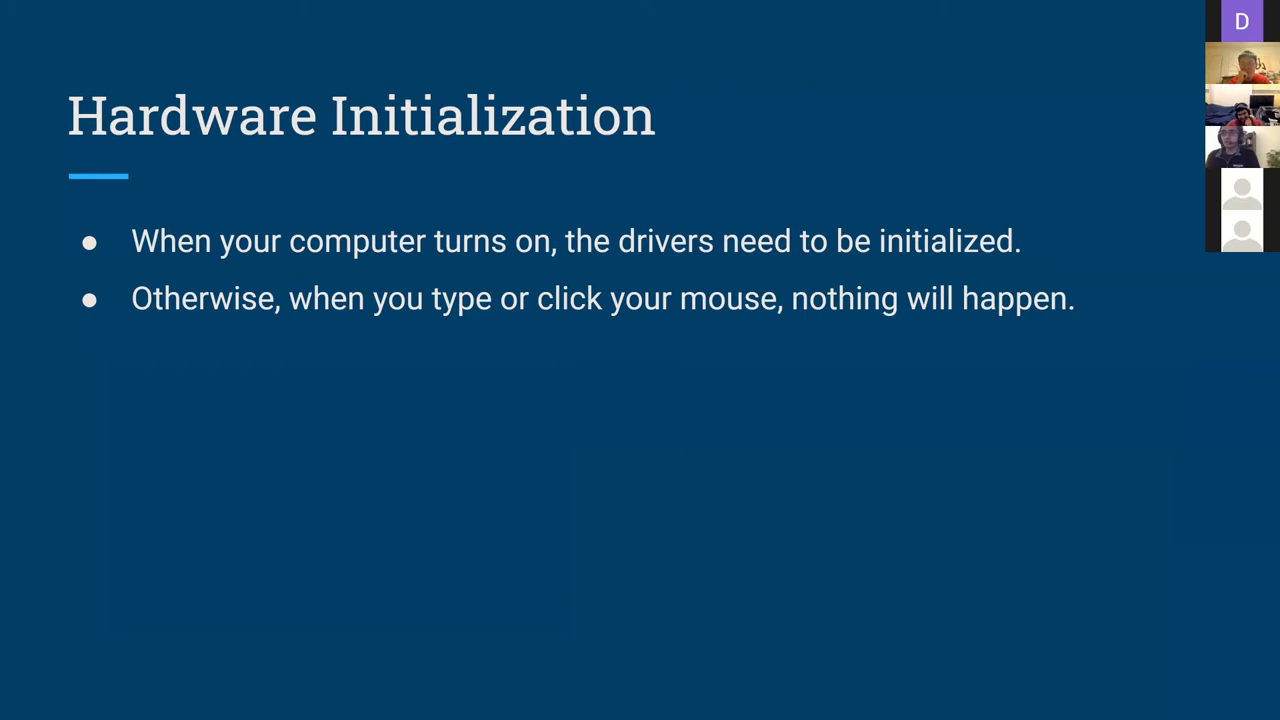 Hardware Initialization
● When your computer turns on, the drivers need to be initialized.
● Otherwise, when you type or click your mouse, nothing will happen.
D